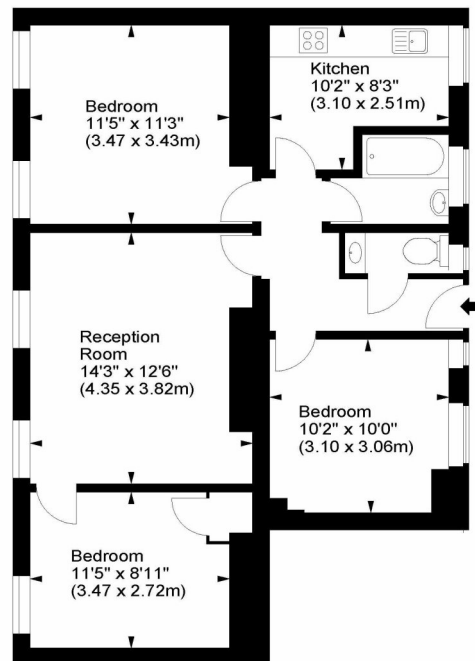 Bedroom
11'5" x 11'3"
(3.47 x 3.43m)
Kitchen
10'2" x 8'3"
(3.10 x 2.51m)
Reception
Room
14'3" x 12'6"
(4.35 x 3.82m)
Bedroom
10'2" x 10'0"
(3.10 x 3.06m)
Bedroom
11'5" x 8'11"
(3.47 x 2.72m)